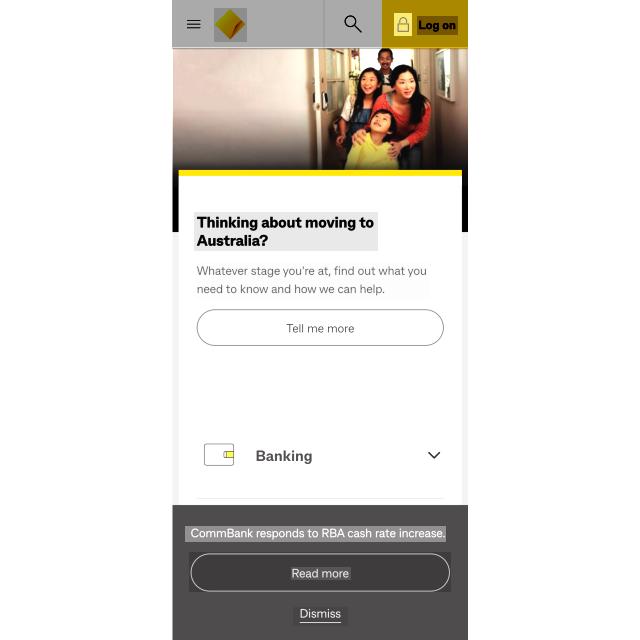 Log on
Thinking about moving to
Australia?
Whatever stage you're at, find out what you
need to know and how we can help.
Tell me more
Banking
CommBank responds to RBA cash rate increase.
Read more
Dismiss